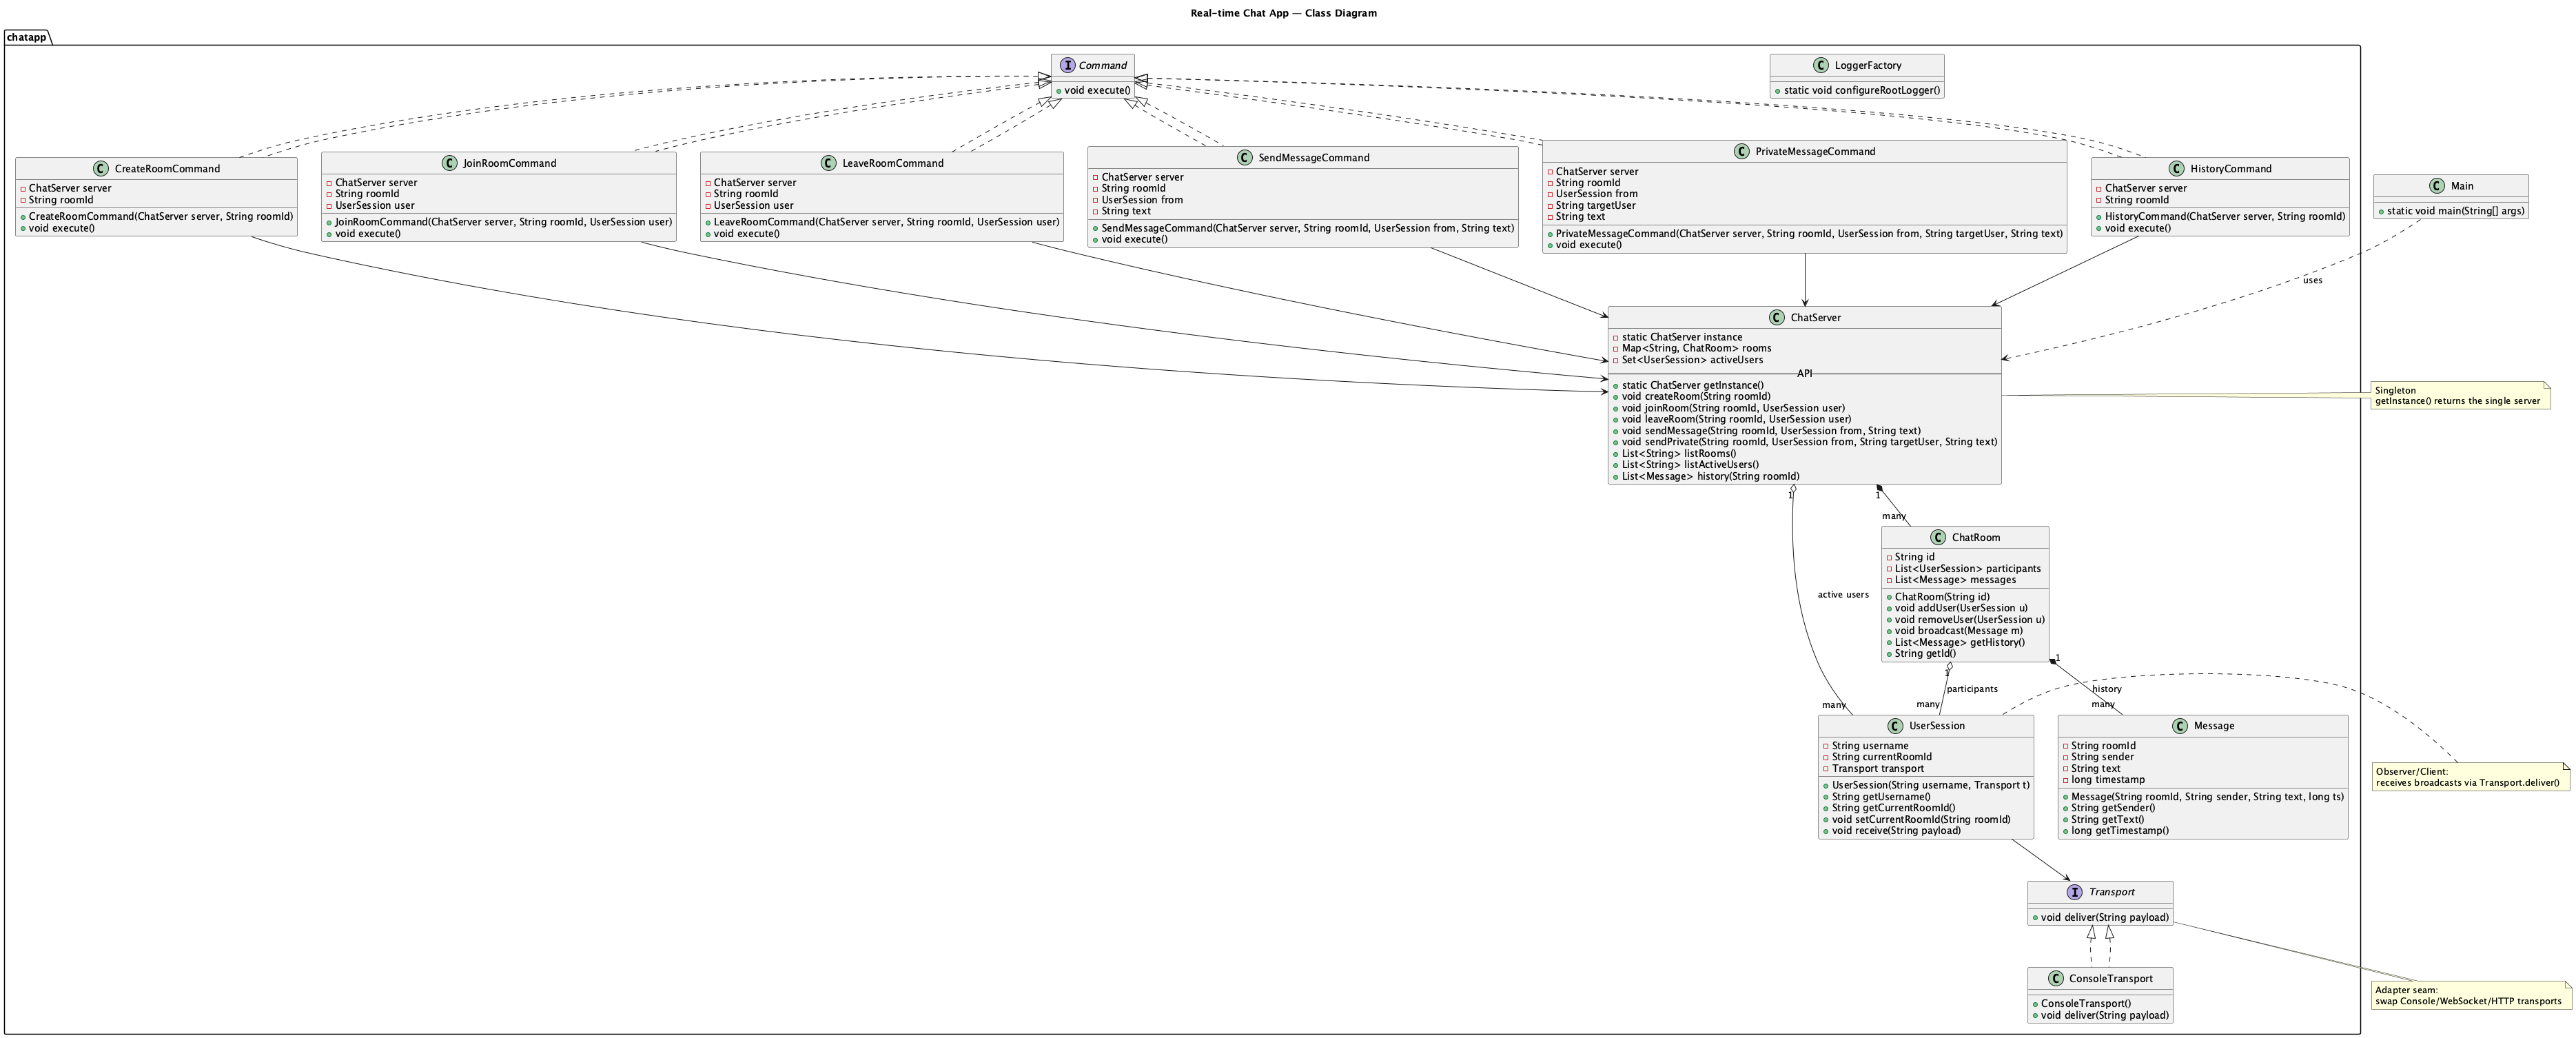 Real-time Chat App — Class Diagram
chatapp
I Command
void execute()
C LoggerFactory
static void configureRootLogger()
C CreateRoomCommand
ChatServer server
String roomId
CreateRoomCommand(ChatServer server, String roomId)
void execute()
C JoinRoomCommand
ChatServer server
String roomId
UserSession user
JoinRoomCommand(ChatServer server, String roomId, UserSession user)
void execute()
C LeaveRoomCommand
ChatServer server
String roomId
UserSession user
LeaveRoomCommand(ChatServer server, String roomId, UserSession user)
void execute()
C SendMessageCommand
ChatServer server
String roomId
UserSession from
String text
SendMessageCommand(ChatServer server, String roomId, UserSession from, String text)
void execute()
C PrivateMessageCommand
ChatServer server
String roomId
UserSession from
String targetUser
String text
PrivateMessageCommand(ChatServer server, String roomId, UserSession from, String targetUser, String text)
void execute()
C HistoryCommand
ChatServer server
String roomId
HistoryCommand(ChatServer server, String roomId)
void execute()
C Main
static void main(String[] args)
uses
C ChatServer
static ChatServer instance
Map<String, ChatRoom> rooms
Set<UserSession> activeUsers
API
static ChatServer getInstance()
void createRoom(String roomId)
void joinRoom(String roomId, UserSession user)
void leaveRoom(String roomId, UserSession user)
void sendMessage(String roomId, UserSession from, String text)
void sendPrivate(String roomId, UserSession from, String targetUser, String text)
List<String> listRooms()
List<String> listActiveUsers()
List<Message> history(String roomId)
Singleton
getInstance() returns the single server
1
1
many
C ChatRoom
String id
List<UserSession> participants
List<Message> messages
ChatRoom(String id)
void addUser(UserSession u)
void removeUser(UserSession u)
void broadcast(Message m)
List<Message> getHistory()
String getId()
active users
1
1
participants
history
many
many
many
C UserSession
String username
String currentRoomId
Transport transport
UserSession(String username, Transport t)
String getUsername()
String getCurrentRoomId()
void setCurrentRoomId(String roomId)
void receive(String payload)
C Message
String roomId
String sender
String text
long timestamp
Message(String roomId, String sender, String text, long ts)
String getSender()
String getText()
long getTimestamp()
Observer/Client:
receives broadcasts via Transport.deliver()
I Transport
void deliver(String payload)
C ConsoleTransport
ConsoleTransport()
void deliver(String payload)
Adapter seam:
swap Console/WebSocket/HTTP transports